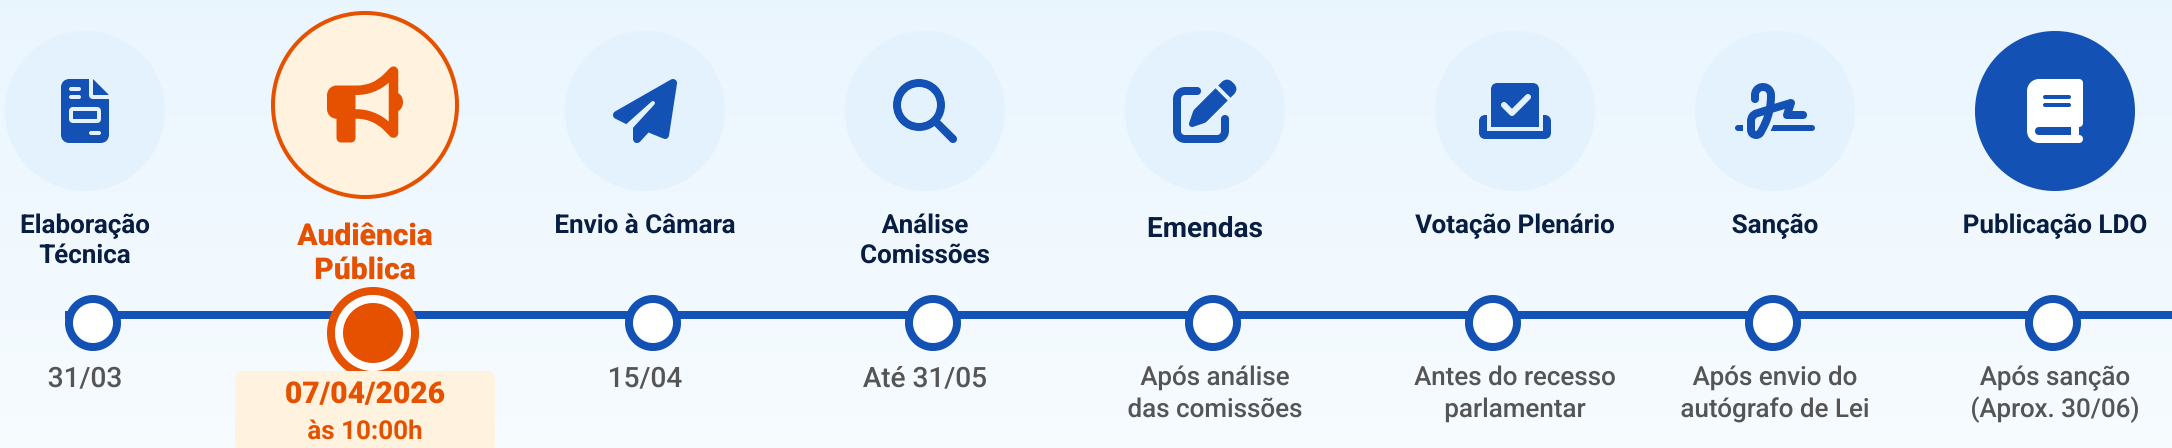 Elaboração
Técnica
31/03
Audiência
Pública
07/04/2026
às 10:00h
Envio à Câmara
15/04
Análise
Comissões
Até 31/05
Emendas
Após análise
das comissões
Votação Plenário
Antes do recesso
parlamentar
Sanção
Após envio do
autógrafo de Lei
Publicação LDO
Após sanção
(Aprox. 30/06)